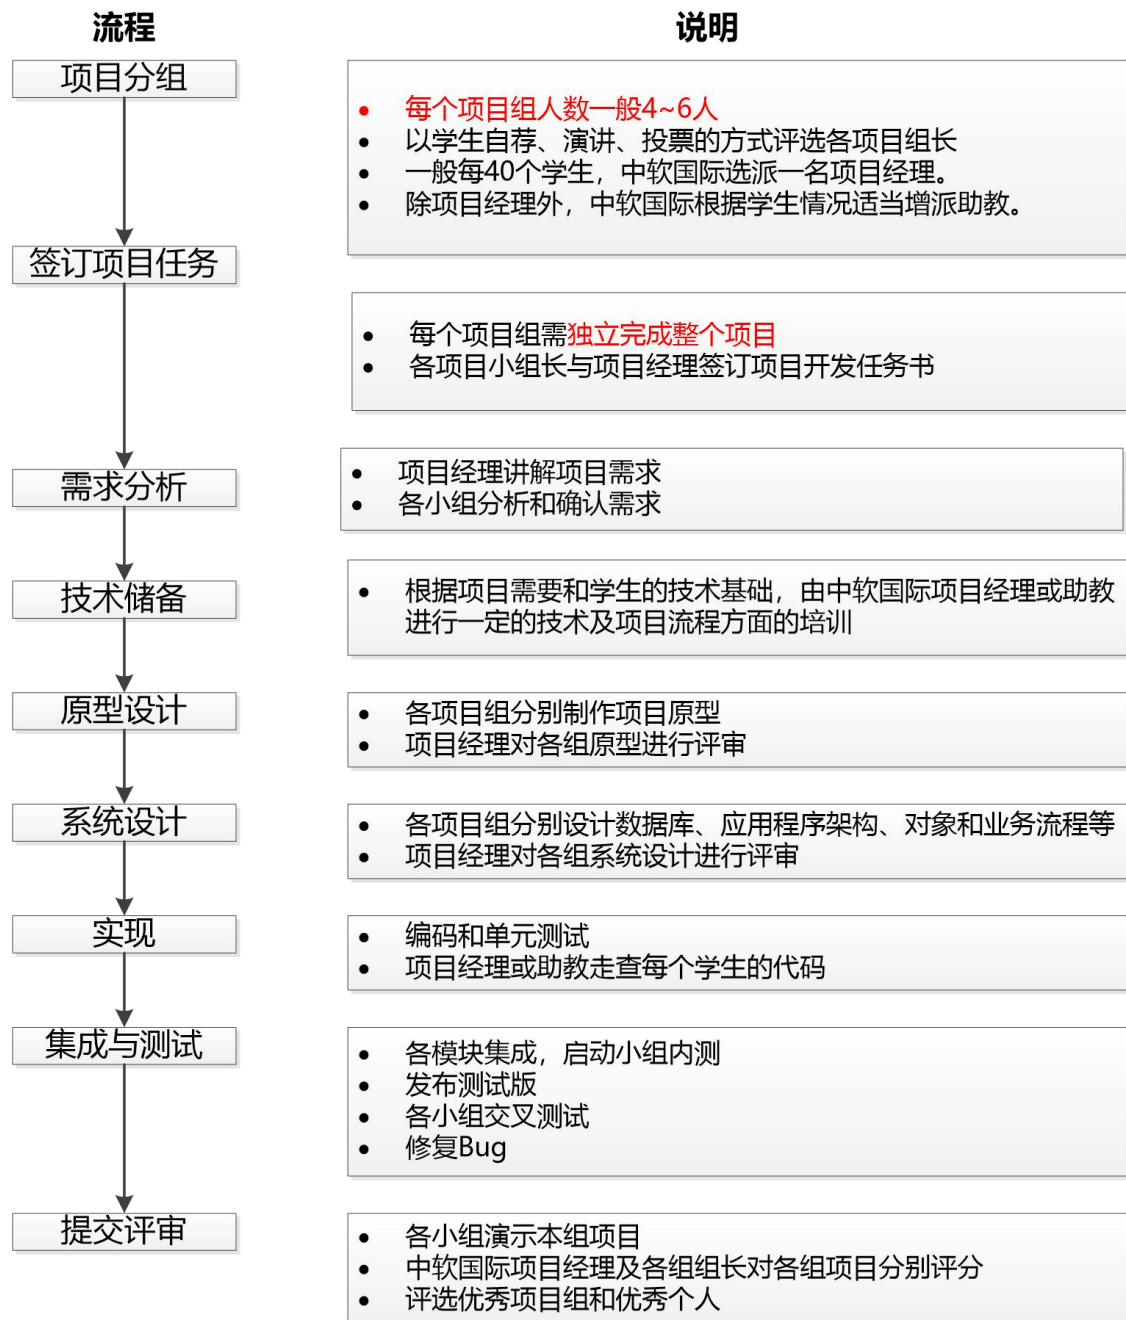 流程
说明
项目分组
• 每个项目组人数一般4~6人
• 以学生自荐、演讲、投票的方式评选各项目组长
• 一般每40个学生，中软国际选派一名项目经理。
• 除项目经理外，中软国际根据学生情况适当增派助教。
签订项目任务
• 每个项目组需独立完成整个项目
• 各项目小组长与项目经理签订项目开发任务书
需求分析
• 项目经理讲解项目需求
• 各小组分析和确认需求
技术储备
• 根据项目需要和学生的技术基础，由中软国际项目经理或助教
进行一定的技术及项目流程方面的培训
原型设计
• 各项目组分别制作项目原型
• 项目经理对各组原型进行评审
系统设计
• 各项目组分别设计数据库、应用程序架构、对象和业务流程等
• 项目经理对各组系统设计进行评审
实现
• 编码和单元测试
• 项目经理或助教走查每个学生的代码
集成与测试
• 各模块集成，启动小组内测
• 发布测试版
• 各小组交叉测试
• 修复Bug
提交评审
• 各小组演示本组项目
• 中软国际项目经理及各组组长对各组项目分别评分
• 评选优秀项目组和优秀个人